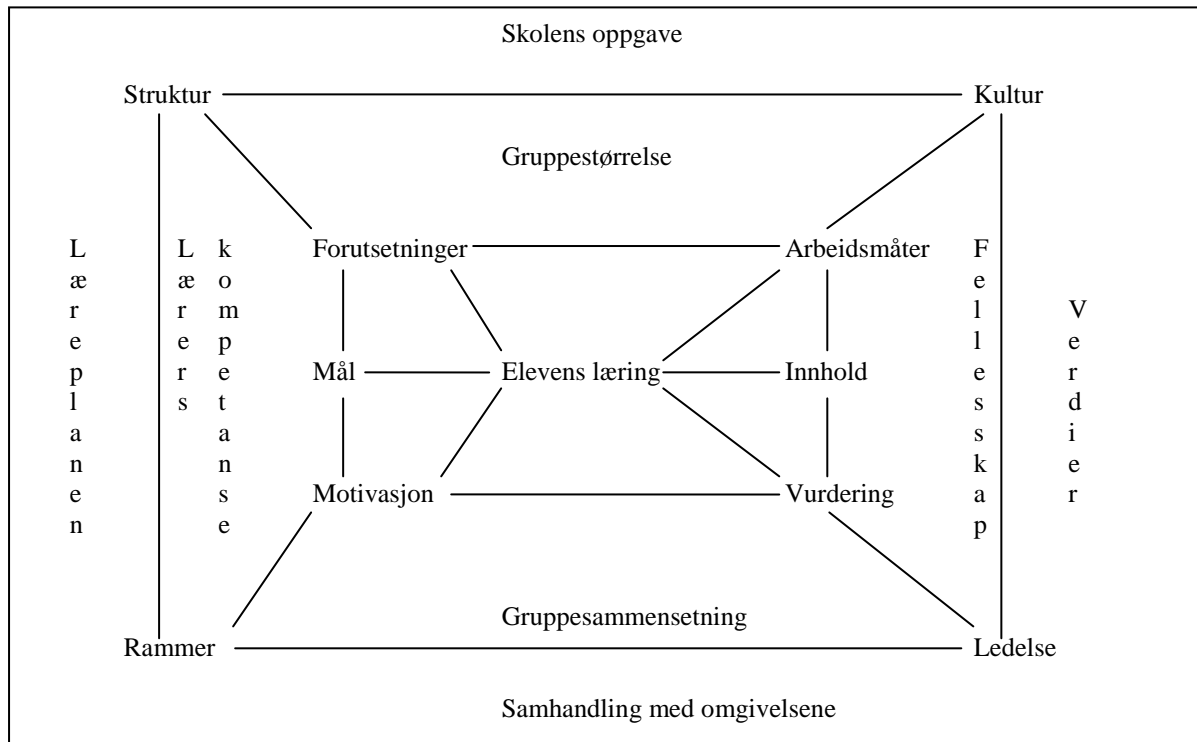 Skolens oppgave
Struktur
Kultur
Gruppestørrelse
Læreplanen
Lærers
kompetanse
Forutsetninger
Arbeidsmåter
Fellesskap
Verdier
Mål
Elevens læring
Innhold
Motivasjon
Vurdering
Gruppesammensetning
Rammer
Ledelse
Samhandling med omgivelsene